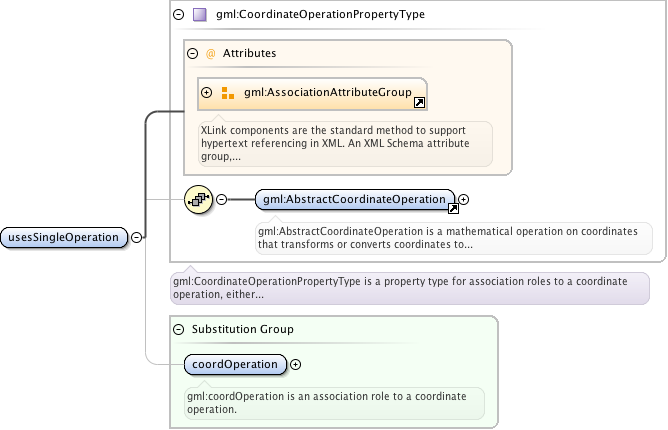 gml:CoordinateOperationPropertyType
@ Attributes
gml:AssociationAttributeGroup
XLink components are the standard method to support
hypertext referencing in XML. An XML Schema attribute
group,...
gml:AbstractCoordinateOperation
usesSingleOperation
gml:AbstractCoordinateOperation is a mathematical operation on coordinates
that transforms or converts coordinates to...
gml:CoordinateOperationPropertyType is a property type for association roles to a coordinate
operation, either...
Substitution Group
coordOperation
gml:coordOperation is an association role to a coordinate
operation.